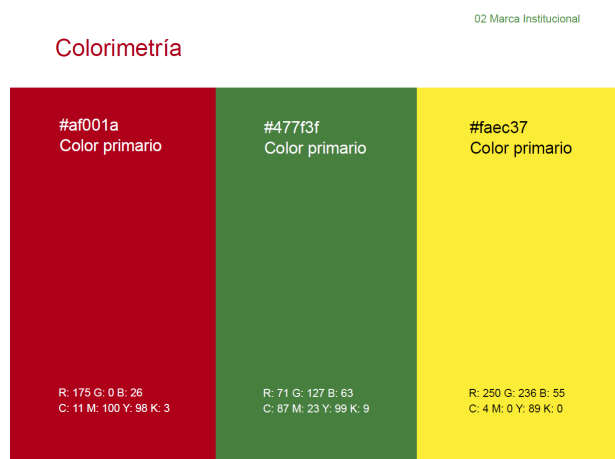 02 Marca Institucional
Colorimetría
#af001a
Color primario
#477f3f
Color primario
#faec37
Color primario
R: 175 G: 0 B: 26
C: 11 M: 100 Y: 98 K: 3
R: 71 G: 127 B: 63
C: 87 M: 23 Y: 99 K: 9
R: 250 G: 236 B: 55
C: 4 M: 0 Y: 89 K: 0